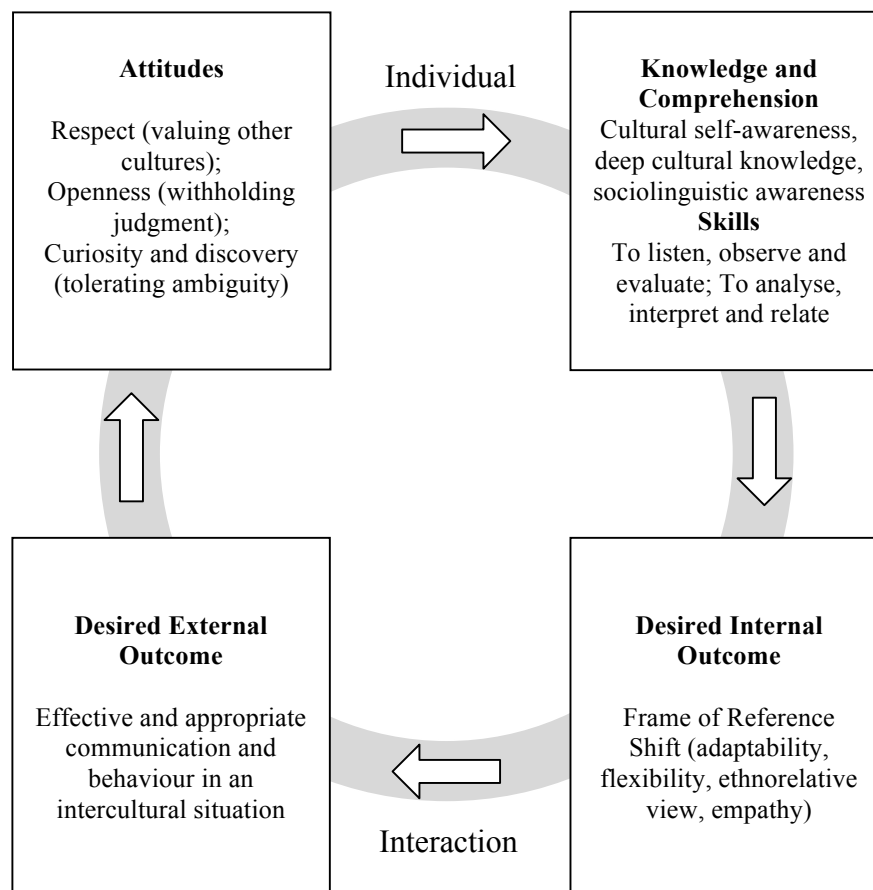 Attitudes
Respect (valuing other
cultures);
Openness (withholding
judgment);
Curiosity and discovery
(tolerating ambiguity)
Individual
Knowledge and
Comprehension
Cultural self-awareness,
deep cultural knowledge,
sociolinguistic awareness
Skills
To listen, observe and
evaluate; To analyse,
interpret and relate
Desired External
Outcome
Effective and appropriate
communication and
behaviour in an
intercultural situation
Interaction
Desired Internal
Outcome
Frame of Reference
Shift (adaptability,
flexibility, ethnorelative
view, empathy)